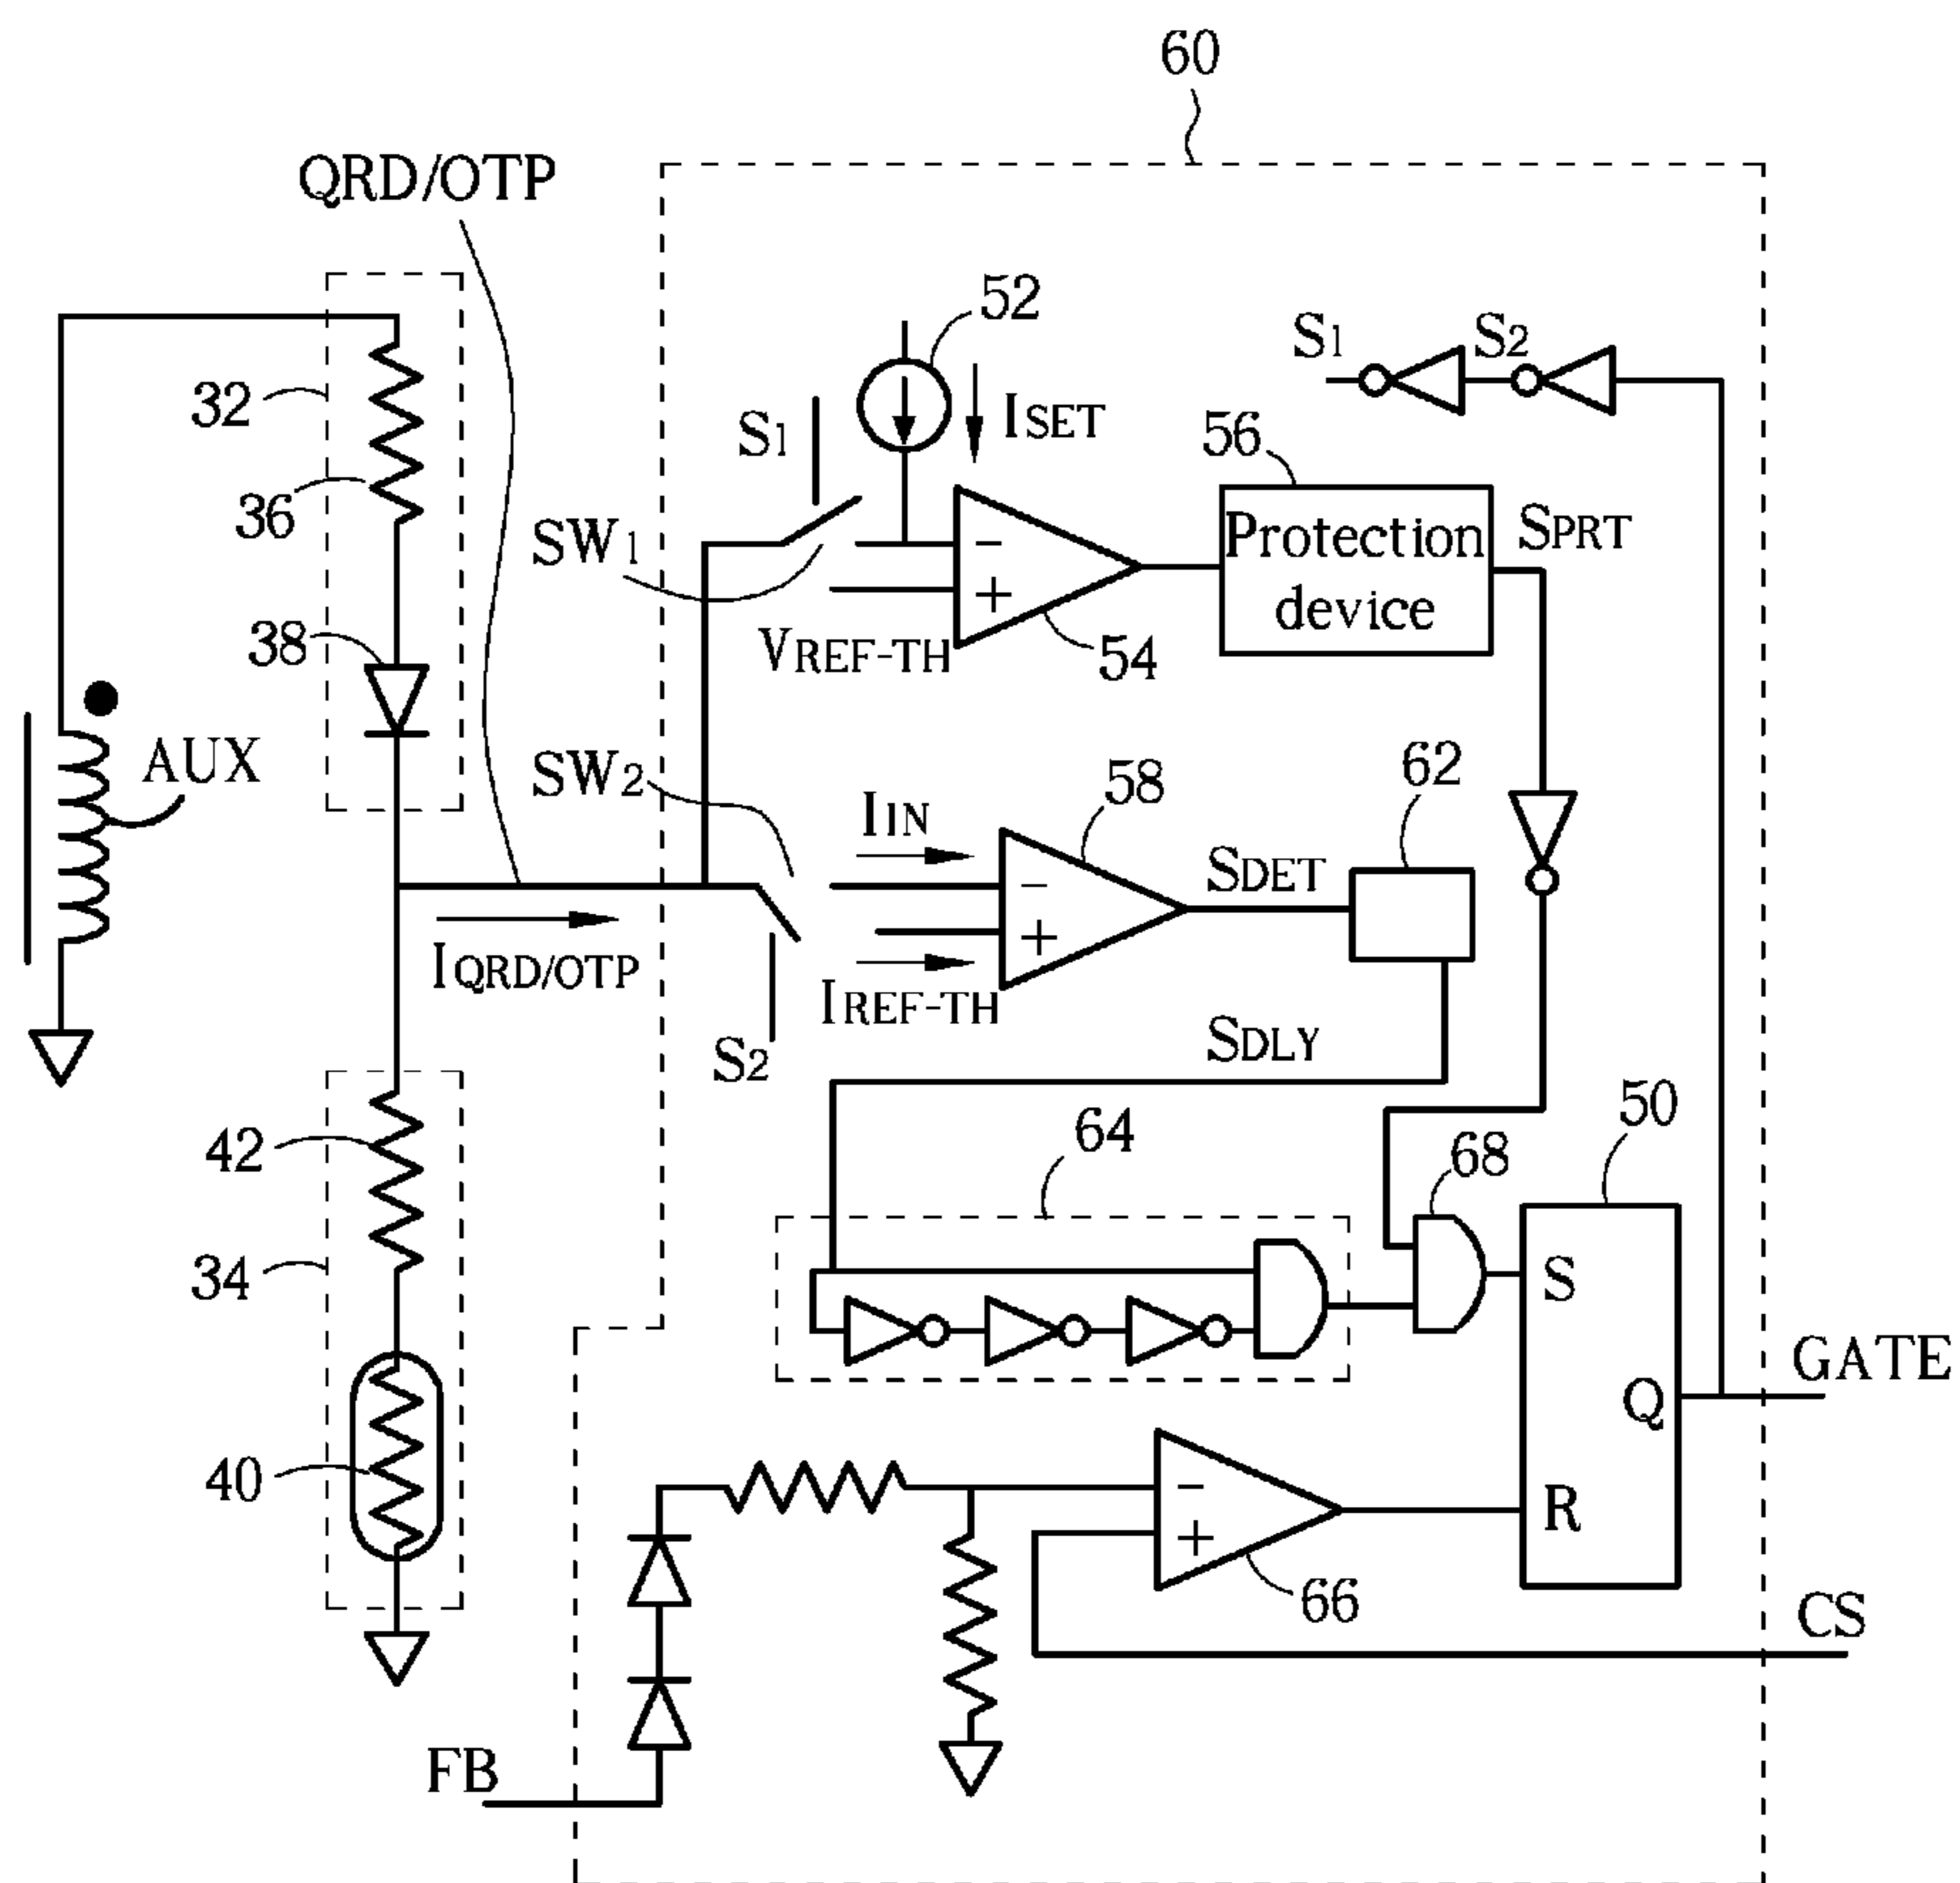 60
QRD/OTP
52
S1
S2
32
ISET
S1
56
36
SW1
Protection
device
SPRT
−
+
38
VREF-TH
54
AUX
SW2
58
62
IIN
SDET
−
+
IQRD/OTP
IREF-TH
S2
SDLY
50
64
42
68
34
S
GATE
Q
40
−
+
R
66
CS
FB